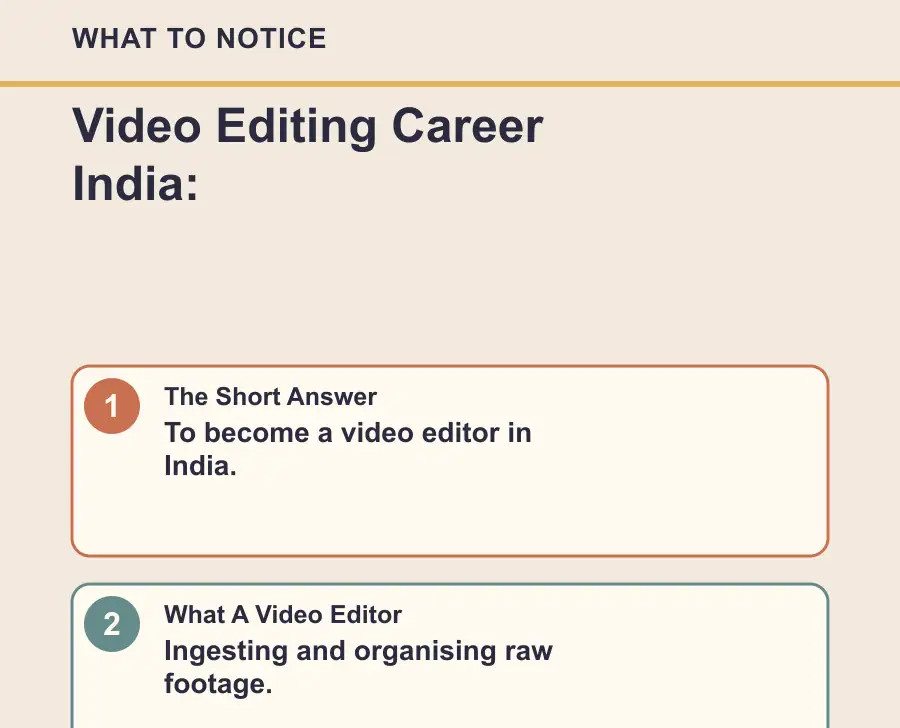 WHAT TO NOTICE
Video Editing Career
India:
1
The Short Answer
To become a video editor in
India.
2
What A Video Editor
Ingesting and organising raw
footage.